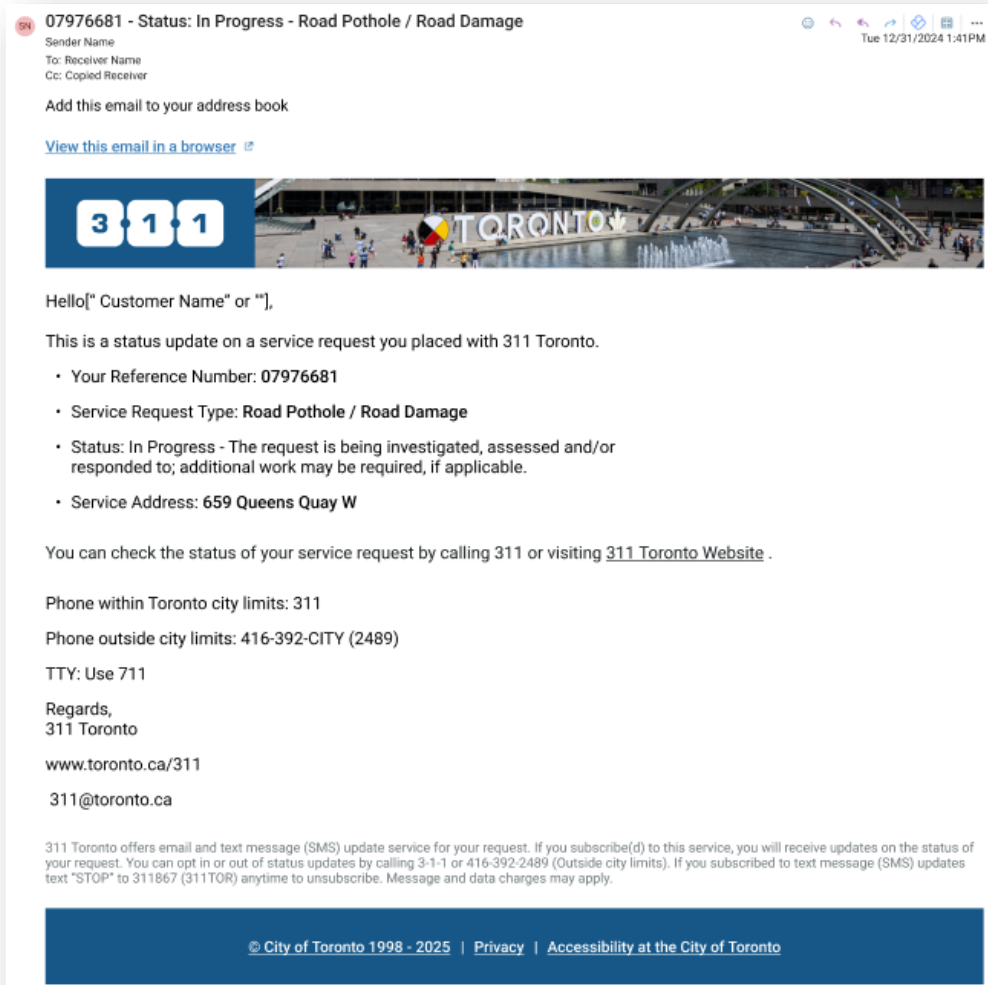 SN
07976681 - Status: In Progress - Road Pothole / Road Damage
Sender Name
To: Receiver Name
Cc: Copied Receiver
Tue 12/31/2024 1:41PM
Add this email to your address book
View this email in a browser
3 1 1
TORONTO
Hello[" Customer Name" or ""],
This is a status update on a service request you placed with 311 Toronto.
• Your Reference Number: 07976681
• Service Request Type: Road Pothole / Road Damage
• Status: In Progress - The request is being investigated, assessed and/or
responded to; additional work may be required, if applicable.
• Service Address: 659 Queens Quay W
You can check the status of your service request by calling 311 or visiting 311 Toronto Website .
Phone within Toronto city limits: 311
Phone outside city limits: 416-392-CITY (2489)
TTY: Use 711
Regards,
311 Toronto
www.toronto.ca/311
311@toronto.ca
311 Toronto offers email and text message (SMS) update service for your request. If you subscribe(d) to this service, you will receive updates on the status of
your request. You can opt in or out of status updates by calling 3-1-1 or 416-392-2489 (Outside city limits). If you subscribed to text message (SMS) updates
text "STOP" to 311867 (311TOR) anytime to unsubscribe. Message and data charges may apply.
© City of Toronto 1998 - 2025 | Privacy | Accessibility at the City of Toronto